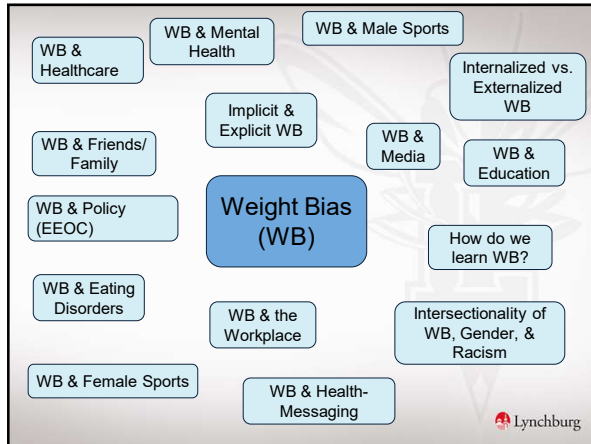 WB & Mental
Health
WB & Male Sports
WB &
Healthcare
Internalized vs.
Externalized
WB
Implicit &
Explicit WB
WB &
Media
WB & Friends/
Family
WB &
Education
Weight Bias
(WB)
WB & Policy
(EEOC)
How do we
learn WB?
WB & Eating
Disorders
WB & the
Workplace
Intersectionality of
WB, Gender, &
Racism
WB & Female Sports
WB & Health-
Messaging
Lynchburg